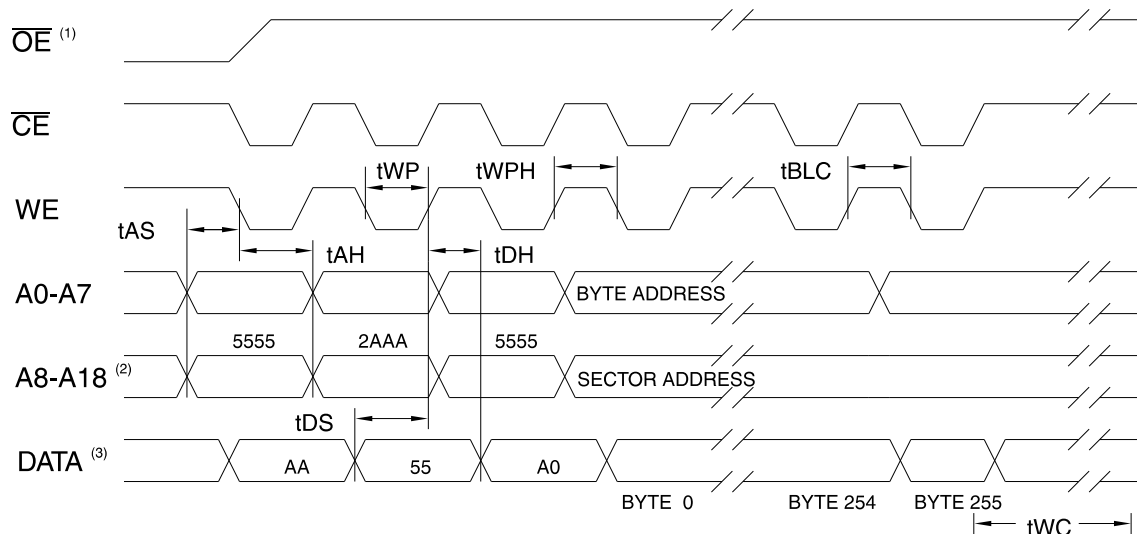 OE (1)
CE
tWP tWPH tBLC
WE
tAS
tAH tDH
A0-A7 BYTE ADDRESS
5555 2AAA 5555
A8-A18 (2) SECTOR ADDRESS
tDS
DATA (3) AA 55 A0
BYTE 0 BYTE 254 BYTE 255
tWC